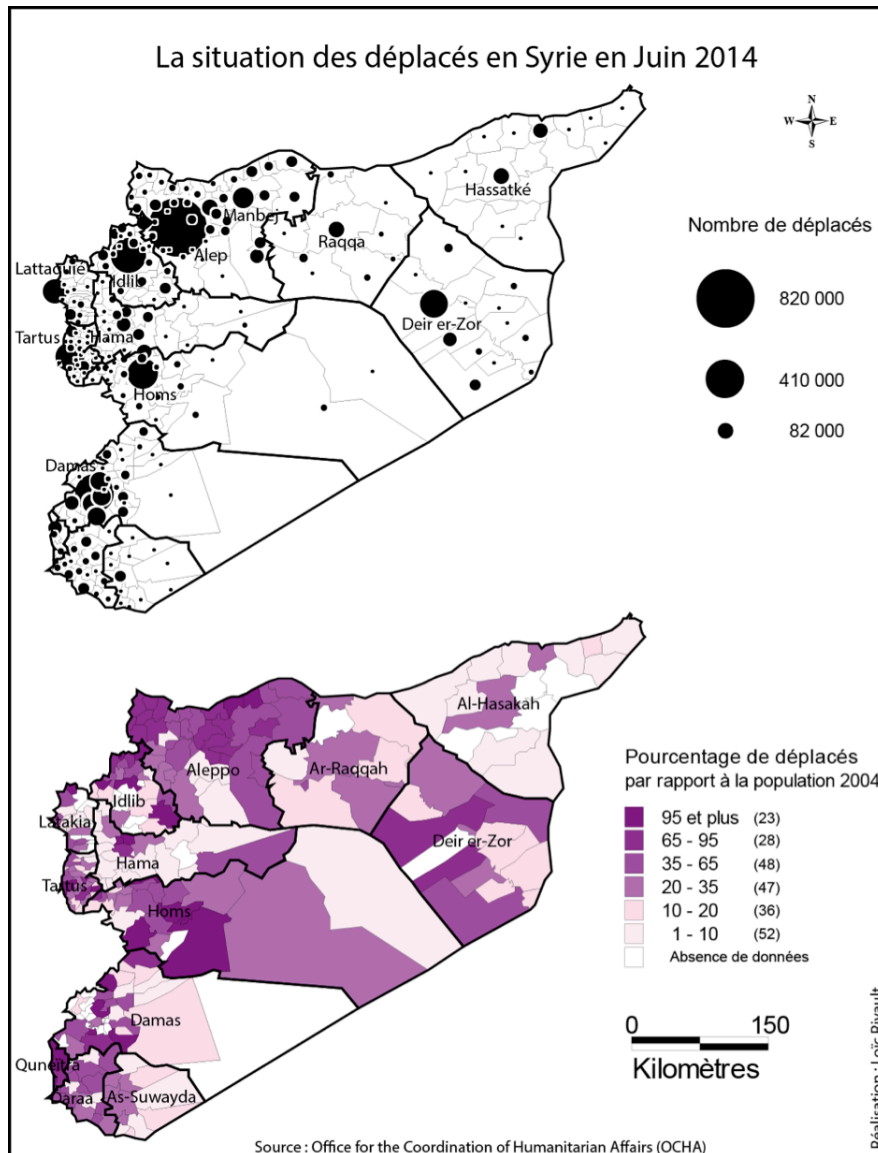 La situation des déplacés en Syrie en Juin 2014
N
W E
S
Hassatké
Manbej
Raqqa
Alep
Lattaquié
Idlib
Deir er-Zor
Tartus
Hama
Homs
Damas
Nombre de déplacés
820 000
410 000
82 000
Al-Hasakah
Aleppo
Ar-Raqqah
Idlib
Latakia
Deir er-Zor
Hama
Tartus
Homs
Damas
Quneïtra
Daraa
As-Suwayda
Pourcentage de déplacés
par rapport à la population 2004
95 et plus (23)
65 - 95 (28)
35 - 65 (48)
20 - 35 (47)
10 - 20 (36)
1 - 10 (52)
Absence de données
0 150
Kilomètres
Réalisation : Loïc Rivault
Source : Office for the Coordination of Humanitarian Affairs (OCHA)